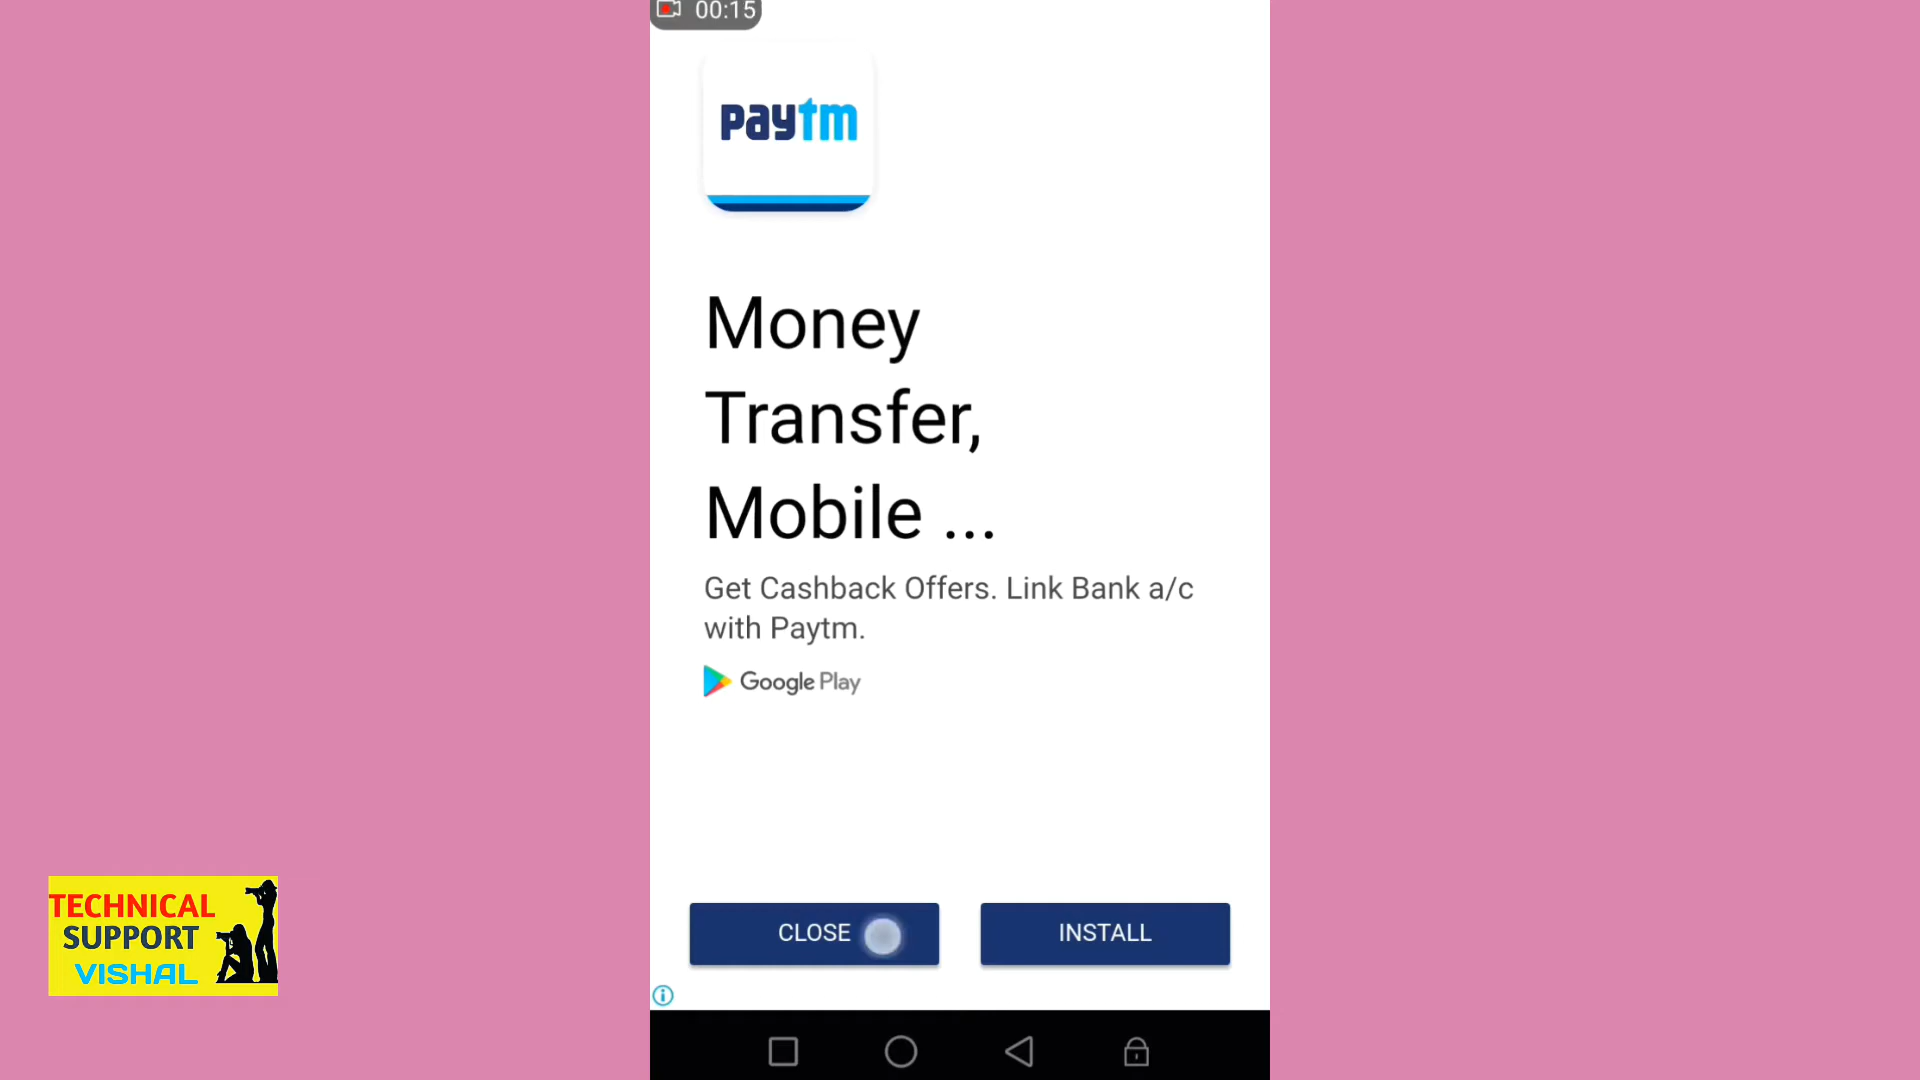 00:15
paytm
Money
Transfer,
Mobile ...
Get Cashback Offers. Link Bank a/c
with Paytm.
Google Play
CLOSE
INSTALL
TECHNICAL
SUPPORT
VISHAL